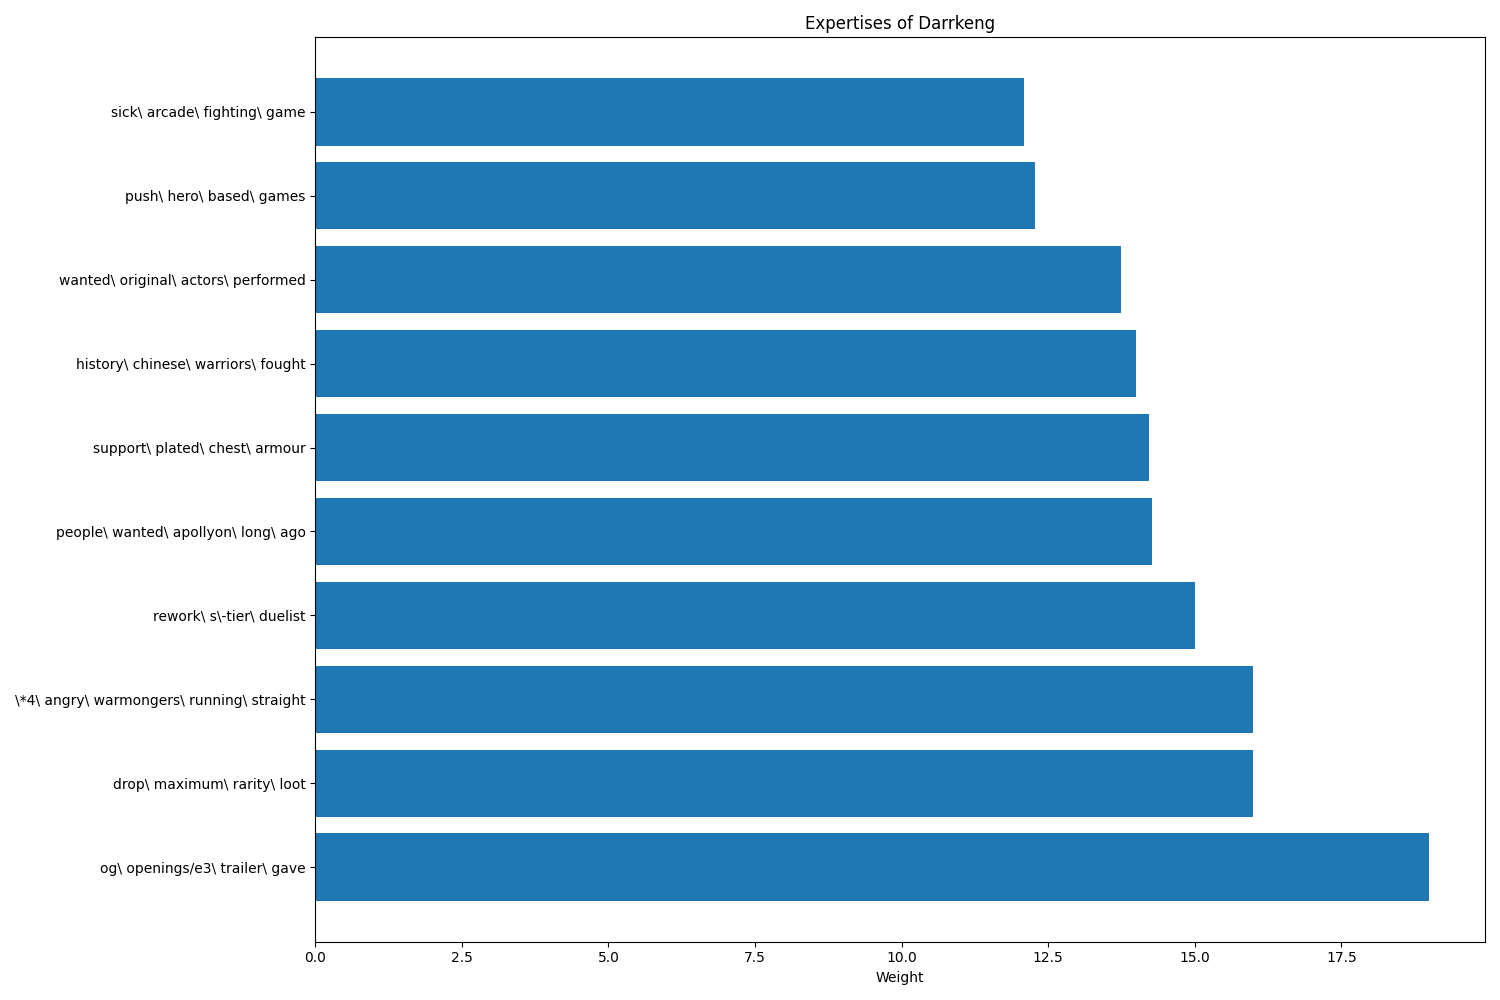 Expertises of Darrkeng
sick\ arcade\ fighting\ game
push\ hero\ based\ games
wanted\ original\ actors\ performed
history\ chinese\ warriors\ fought
support\ plated\ chest\ armour
people\ wanted\ apollyon\ long\ ago
rework\ s\-tier\ duelist
\*4\ angry\ warmongers\ running\ straight
drop\ maximum\ rarity\ loot
og\ openings/e3\ trailer\ gave
0.0 2.5 5.0 7.5 10.0 12.5 15.0 17.5
Weight